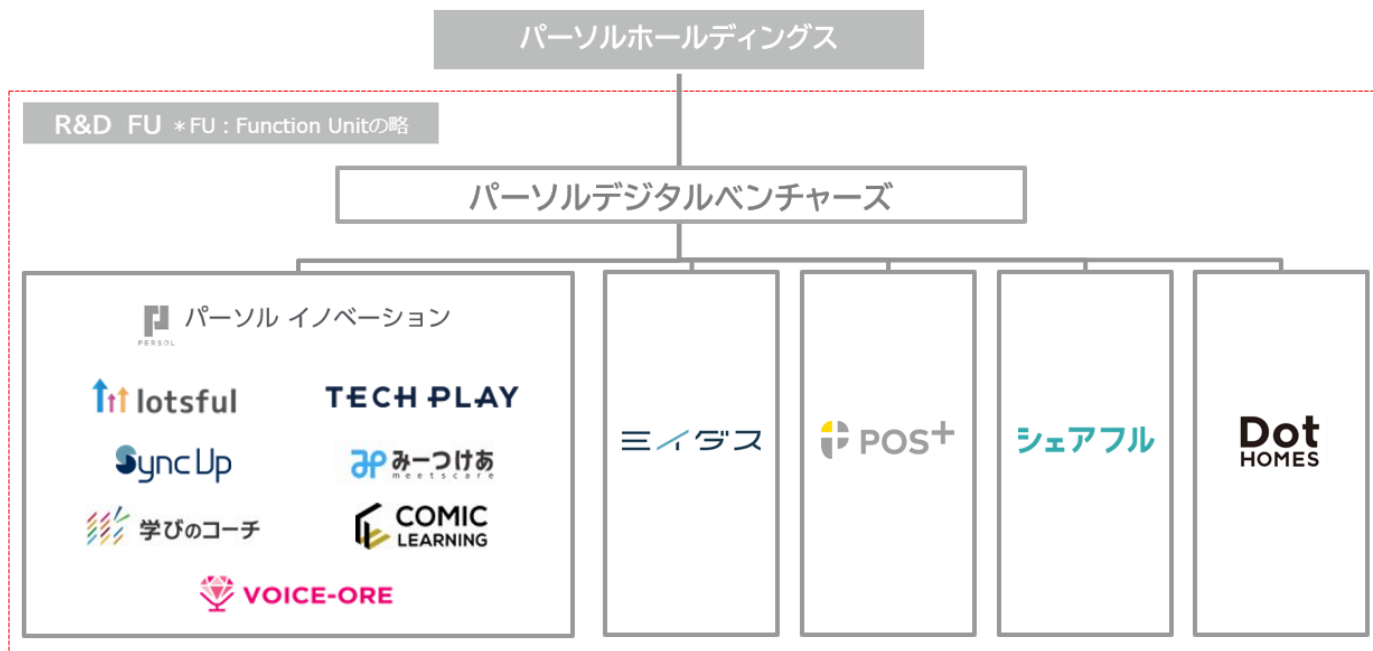 パーソルホールディングス
R&D FU *FU：Function Unitの略
パーソルデジタルベンチャーズ
PERSOL
パーソル イノベーション
lotsful
TECH PLAY
Sync Up
みーつけあ
meetscare
学びのコーチ
COMIC
LEARNING
VOICE-ORE
ミイダス
POS+
シェアフル
Dot
HOMES